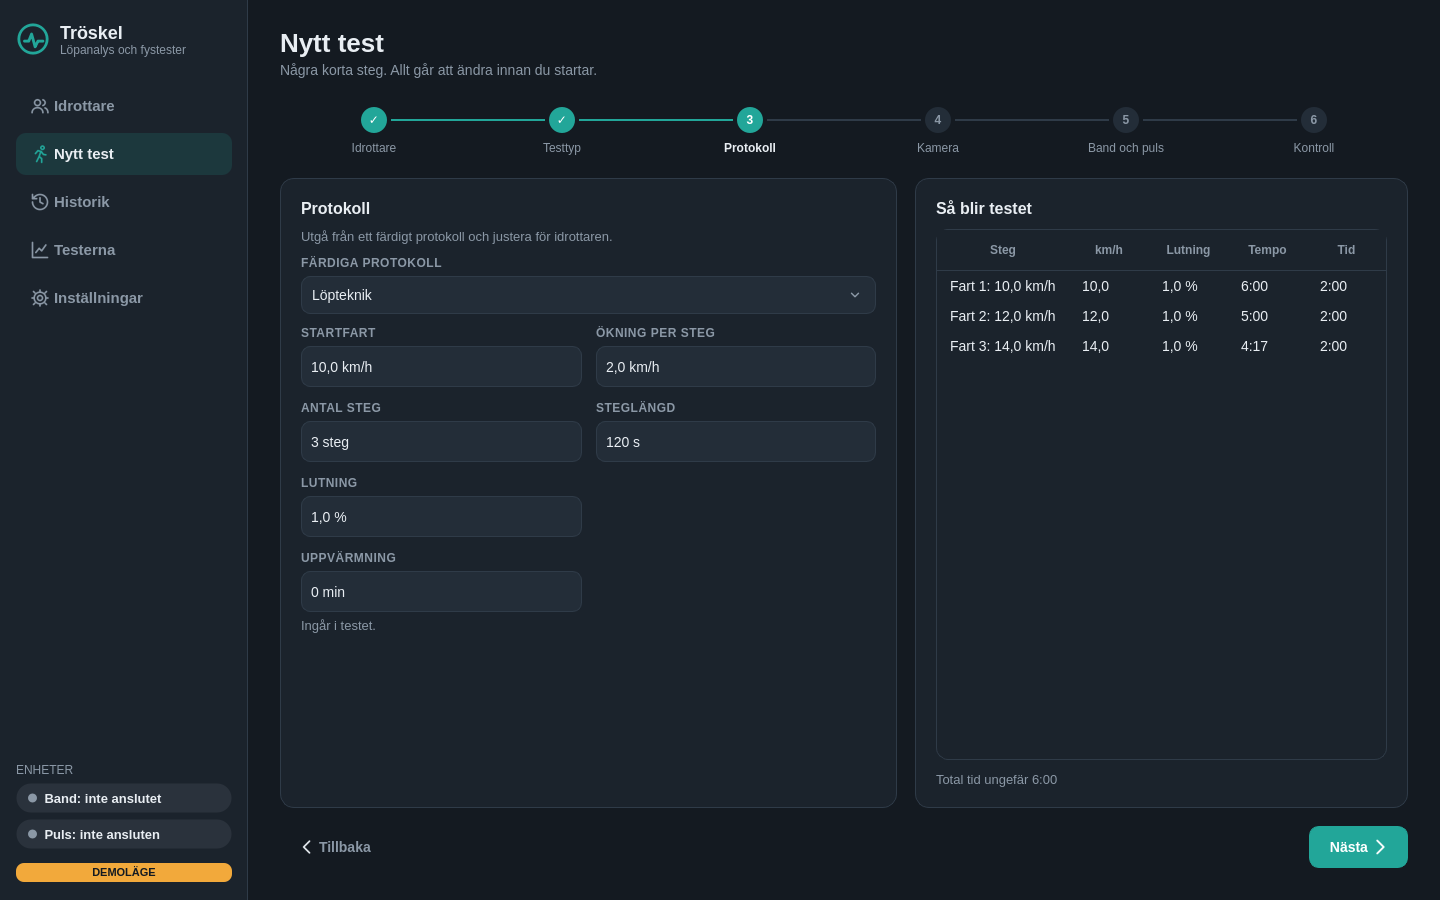 Tröskel
Löpanalys och fystester
Idrottare
Nytt test
Historik
Testerna
Inställningar
ENHETER
Band: inte anslutet
Puls: inte ansluten
DEMOLÄGE
Nytt test
Några korta steg. Allt går att ändra innan du startar.
✓ ✓ 3 4 5 6
Idrottare Testtyp Protokoll Kamera Band och puls Kontroll
Protokoll
Utgå från ett färdigt protokoll och justera för idrottaren.
FÄRDIGA PROTOKOLL
Löpteknik
STARTFART ÖKNING PER STEG
10,0 km/h 2,0 km/h
ANTAL STEG STEGLÄNGD
3 steg 120 s
LUTNING
1,0 %
UPPVÄRMNING
0 min
Ingår i testet.
Så blir testet
Steg km/h Lutning Tempo Tid
Fart 1: 10,0 km/h 10,0 1,0 % 6:00 2:00
Fart 2: 12,0 km/h 12,0 1,0 % 5:00 2:00
Fart 3: 14,0 km/h 14,0 1,0 % 4:17 2:00
Total tid ungefär 6:00
Tillbaka
Nästa